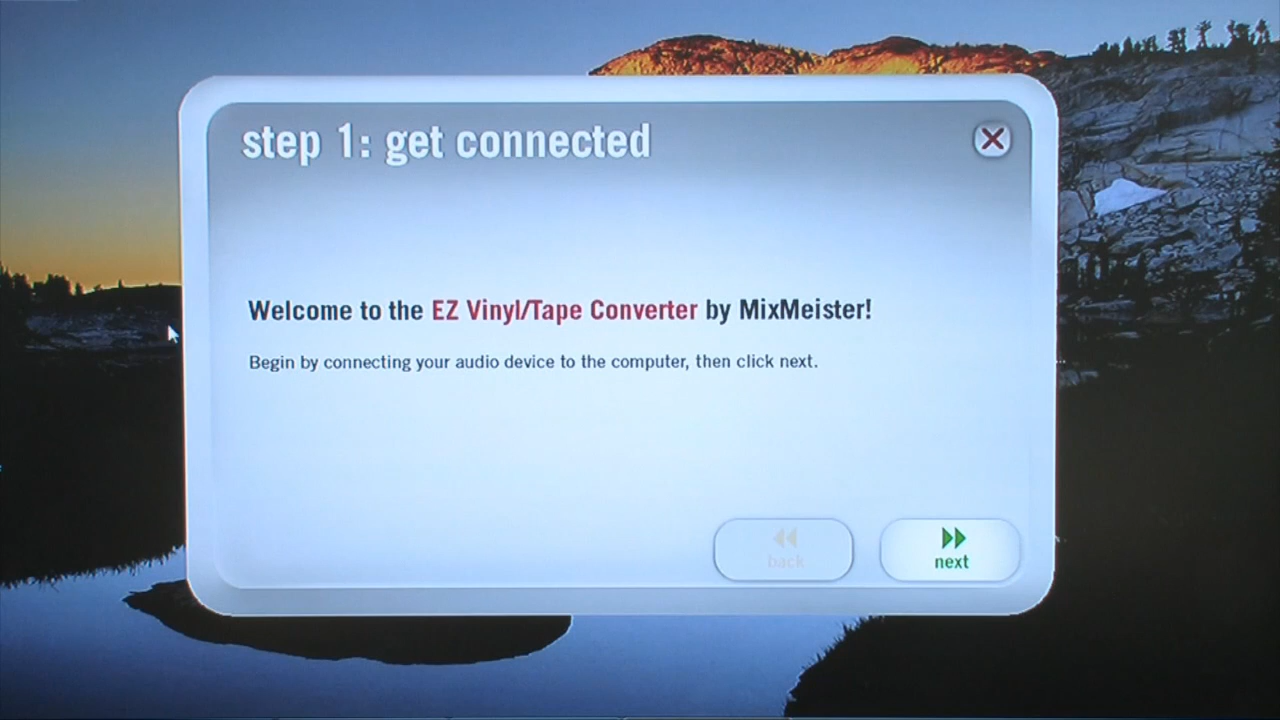 step 1: get connected
Welcome to the EZ Vinyl/Tape Converter by MixMeister!
Begin by connecting your audio device to the computer, then click next.
back
next